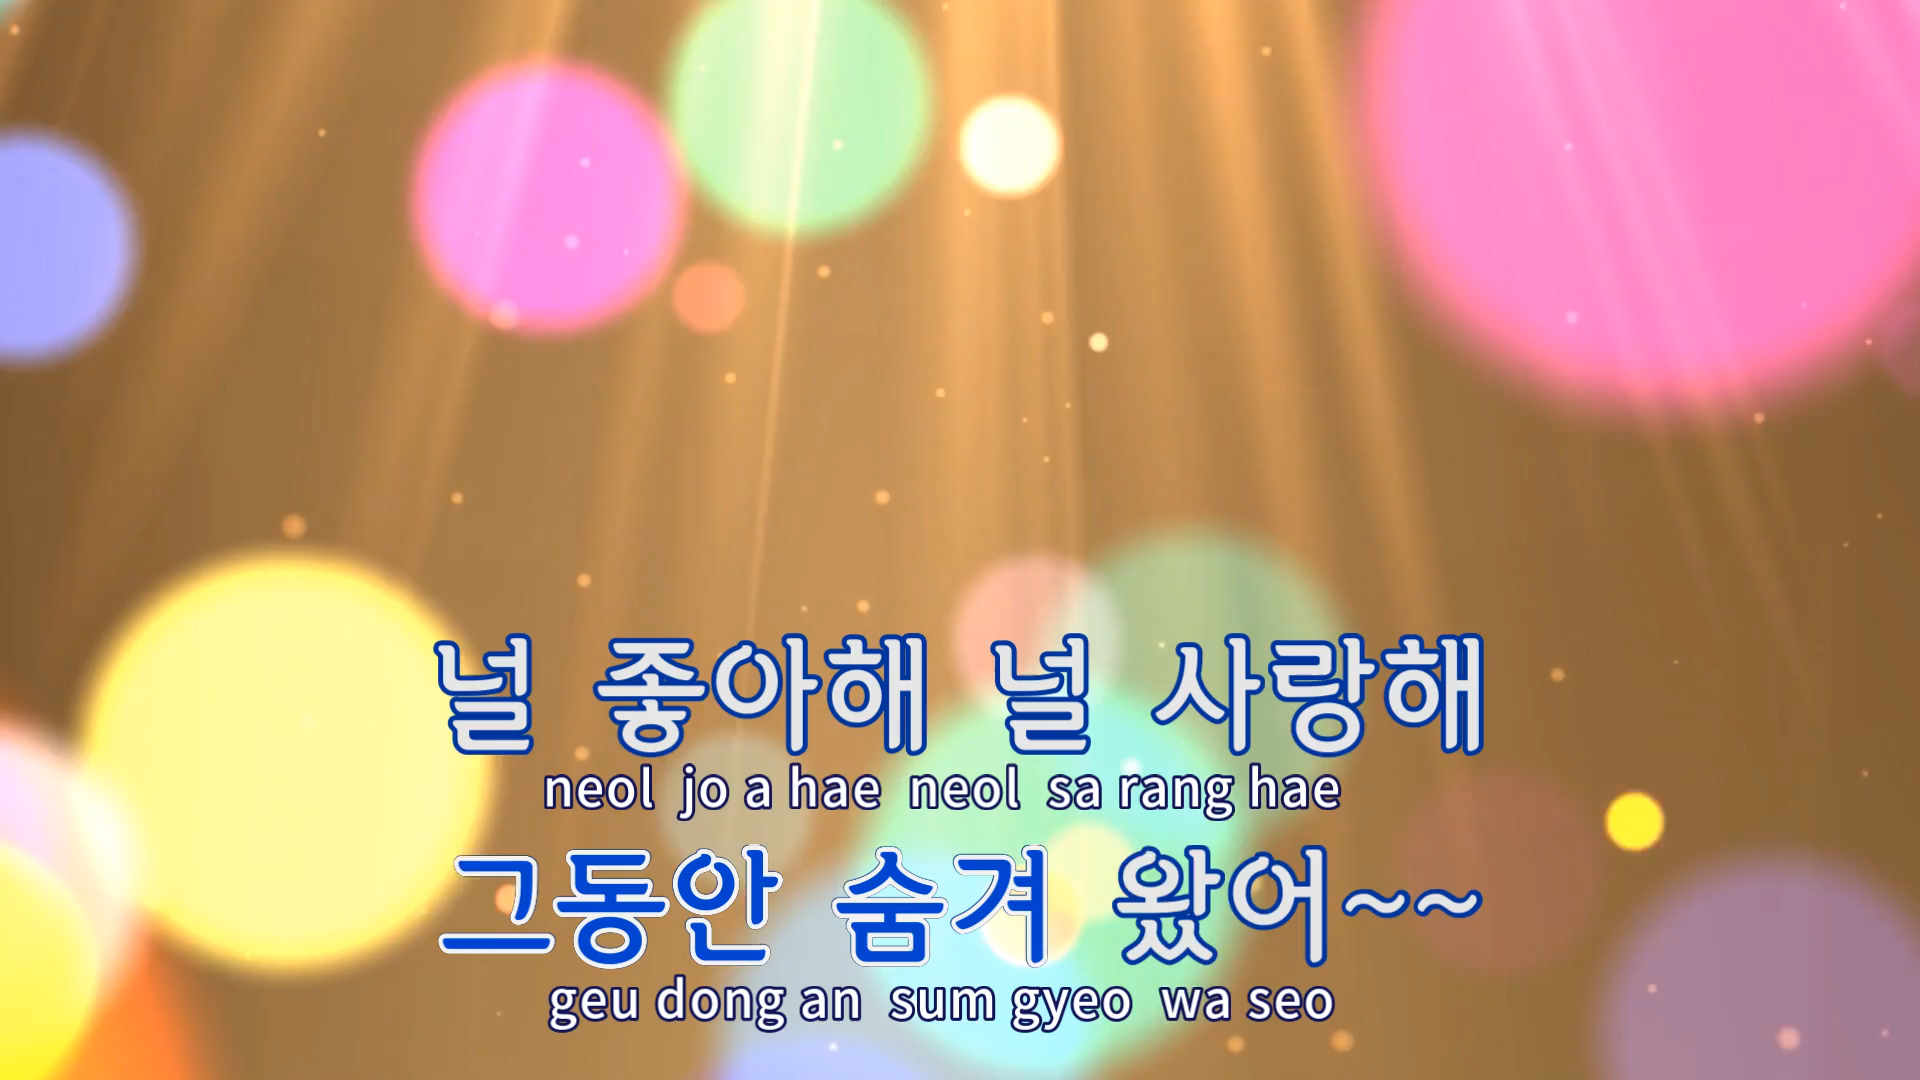 널 좋아해 널 사랑해
neol jo a hae neol sa rang hae
그동안 숨겨 왔어~~
geu dong an sum gyeo wa seo